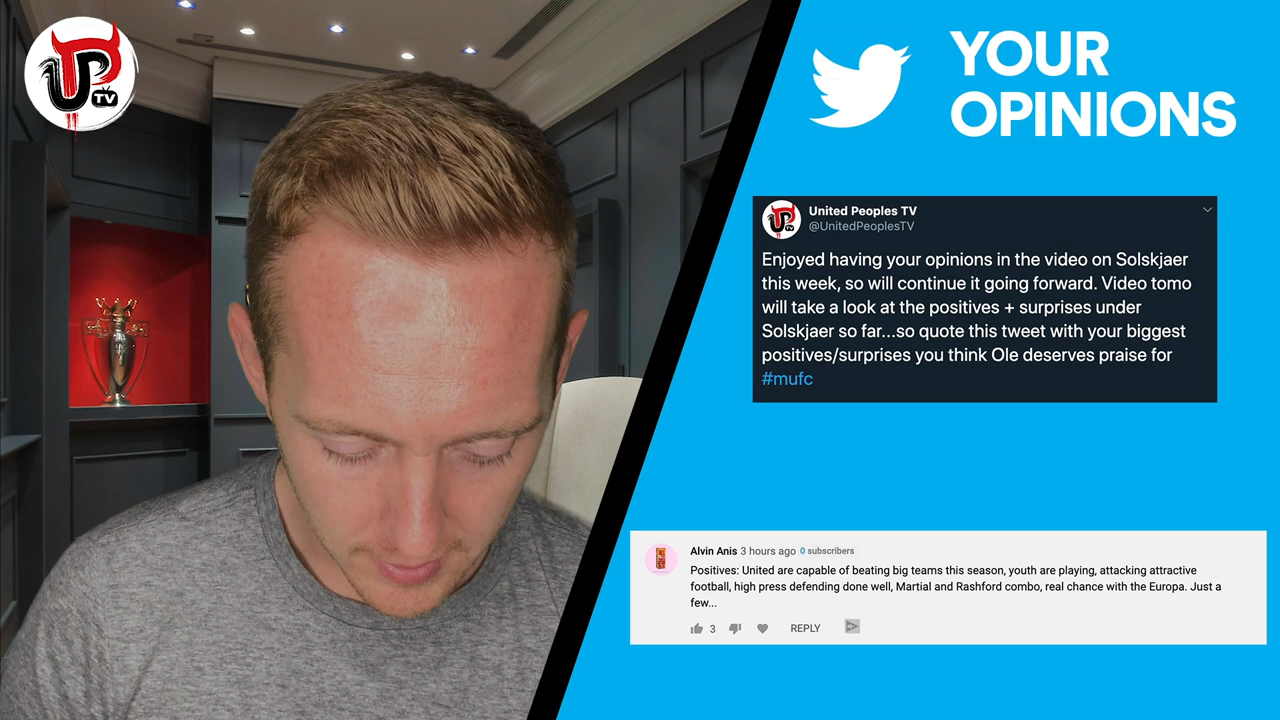 UP
TV
YOUR
OPINIONS
UP
TV
United Peoples TV
@UnitedPeoplesTV
Enjoyed having your opinions in the video on Solskjaer
this week, so will continue it going forward. Video tomo
will take a look at the positives + surprises under
Solskjaer so far...so quote this tweet with your biggest
positives/surprises you think Ole deserves praise for
#mufc
Alvin Anis 3 hours ago 0 subscribers
Positives: United are capable of beating big teams this season, youth are playing, attacking attractive
football, high press defending done well, Martial and Rashford combo, real chance with the Europa. Just a
few...
3 REPLY